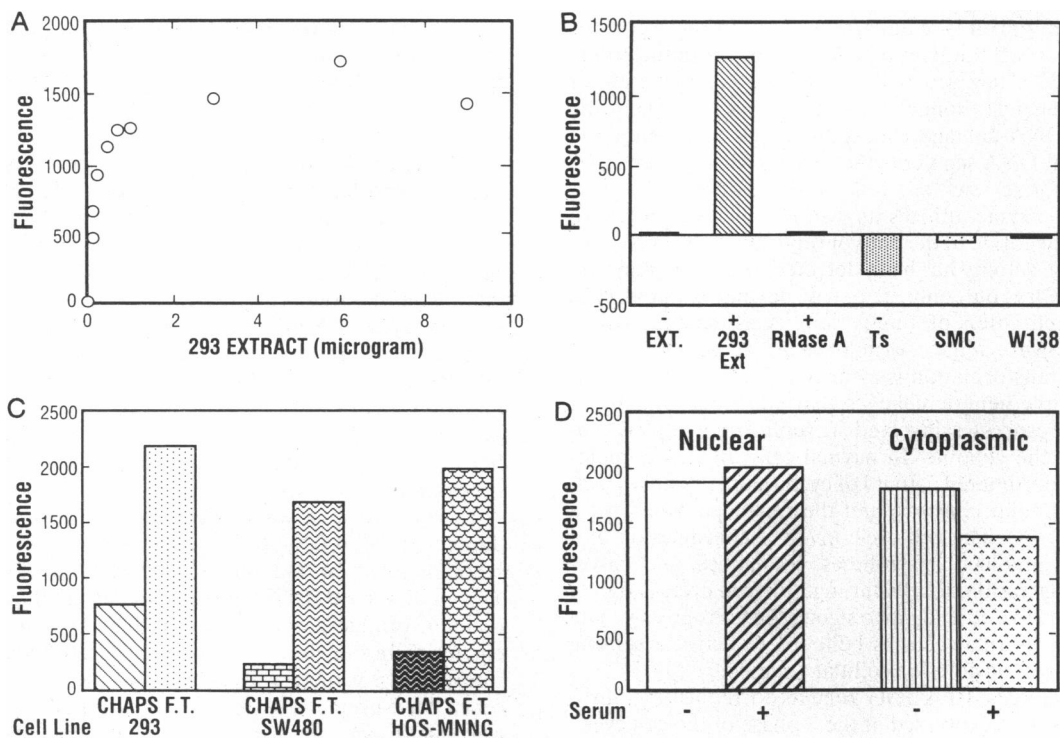 A
2000
1500
1000
500
0
Fluorescence
0 2 4 6 8 10
293 EXTRACT (microgram)
B
1500
1000
500
0
-500
Fluorescence
- + + -
EXT. 293 RNase A Ts SMC W138
Ext
C
2500
2000
1500
1000
500
0
Fluorescence
CHAPS F.T. CHAPS F.T. CHAPS F.T.
Cell Line 293 SW480 HOS-MNNG
D
2500
2000
1500
1000
500
0
Fluorescence
Nuclear Cytoplasmic
Serum - + - +